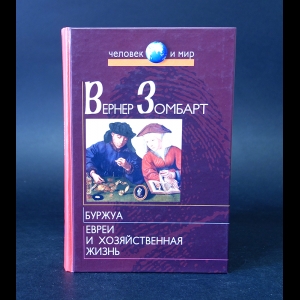 человек и мир
Вернер Зомбарт
БУРЖУА
ЕВРЕИ
И ХОЗЯЙСТВЕННАЯ
ЖИЗНЬ